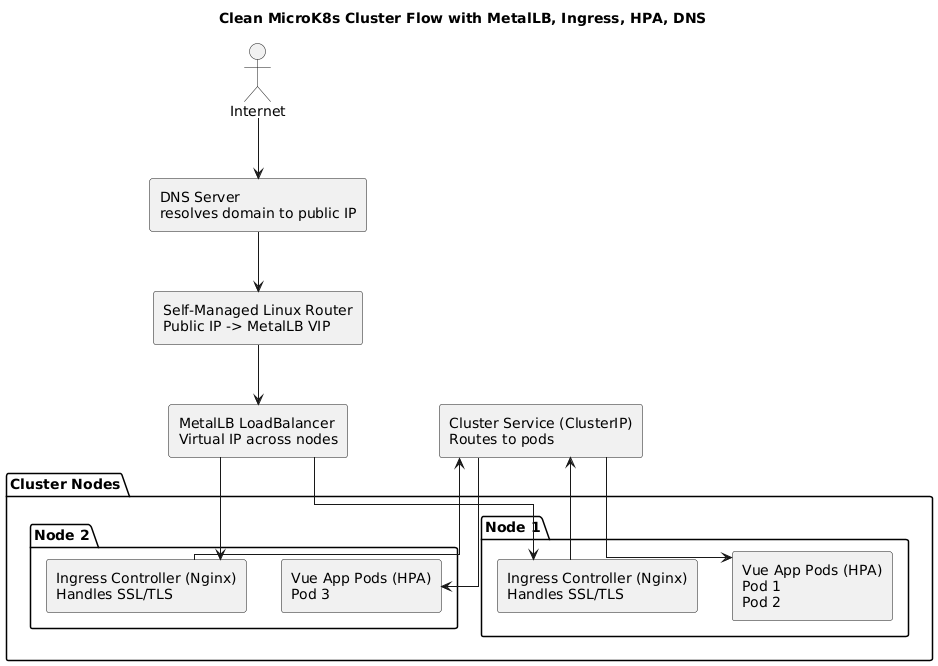 Clean MicroK8s Cluster Flow with MetalLB, Ingress, HPA, DNS
Internet
DNS Server
resolves domain to public IP
Self-Managed Linux Router
Public IP -> MetalLB VIP
MetalLB LoadBalancer
Virtual IP across nodes
Cluster Service (ClusterIP)
Routes to pods
Cluster Nodes
Node 2
Ingress Controller (Nginx)
Handles SSL/TLS
Vue App Pods (HPA)
Pod 3
Node 1
Ingress Controller (Nginx)
Handles SSL/TLS
Vue App Pods (HPA)
Pod 1
Pod 2